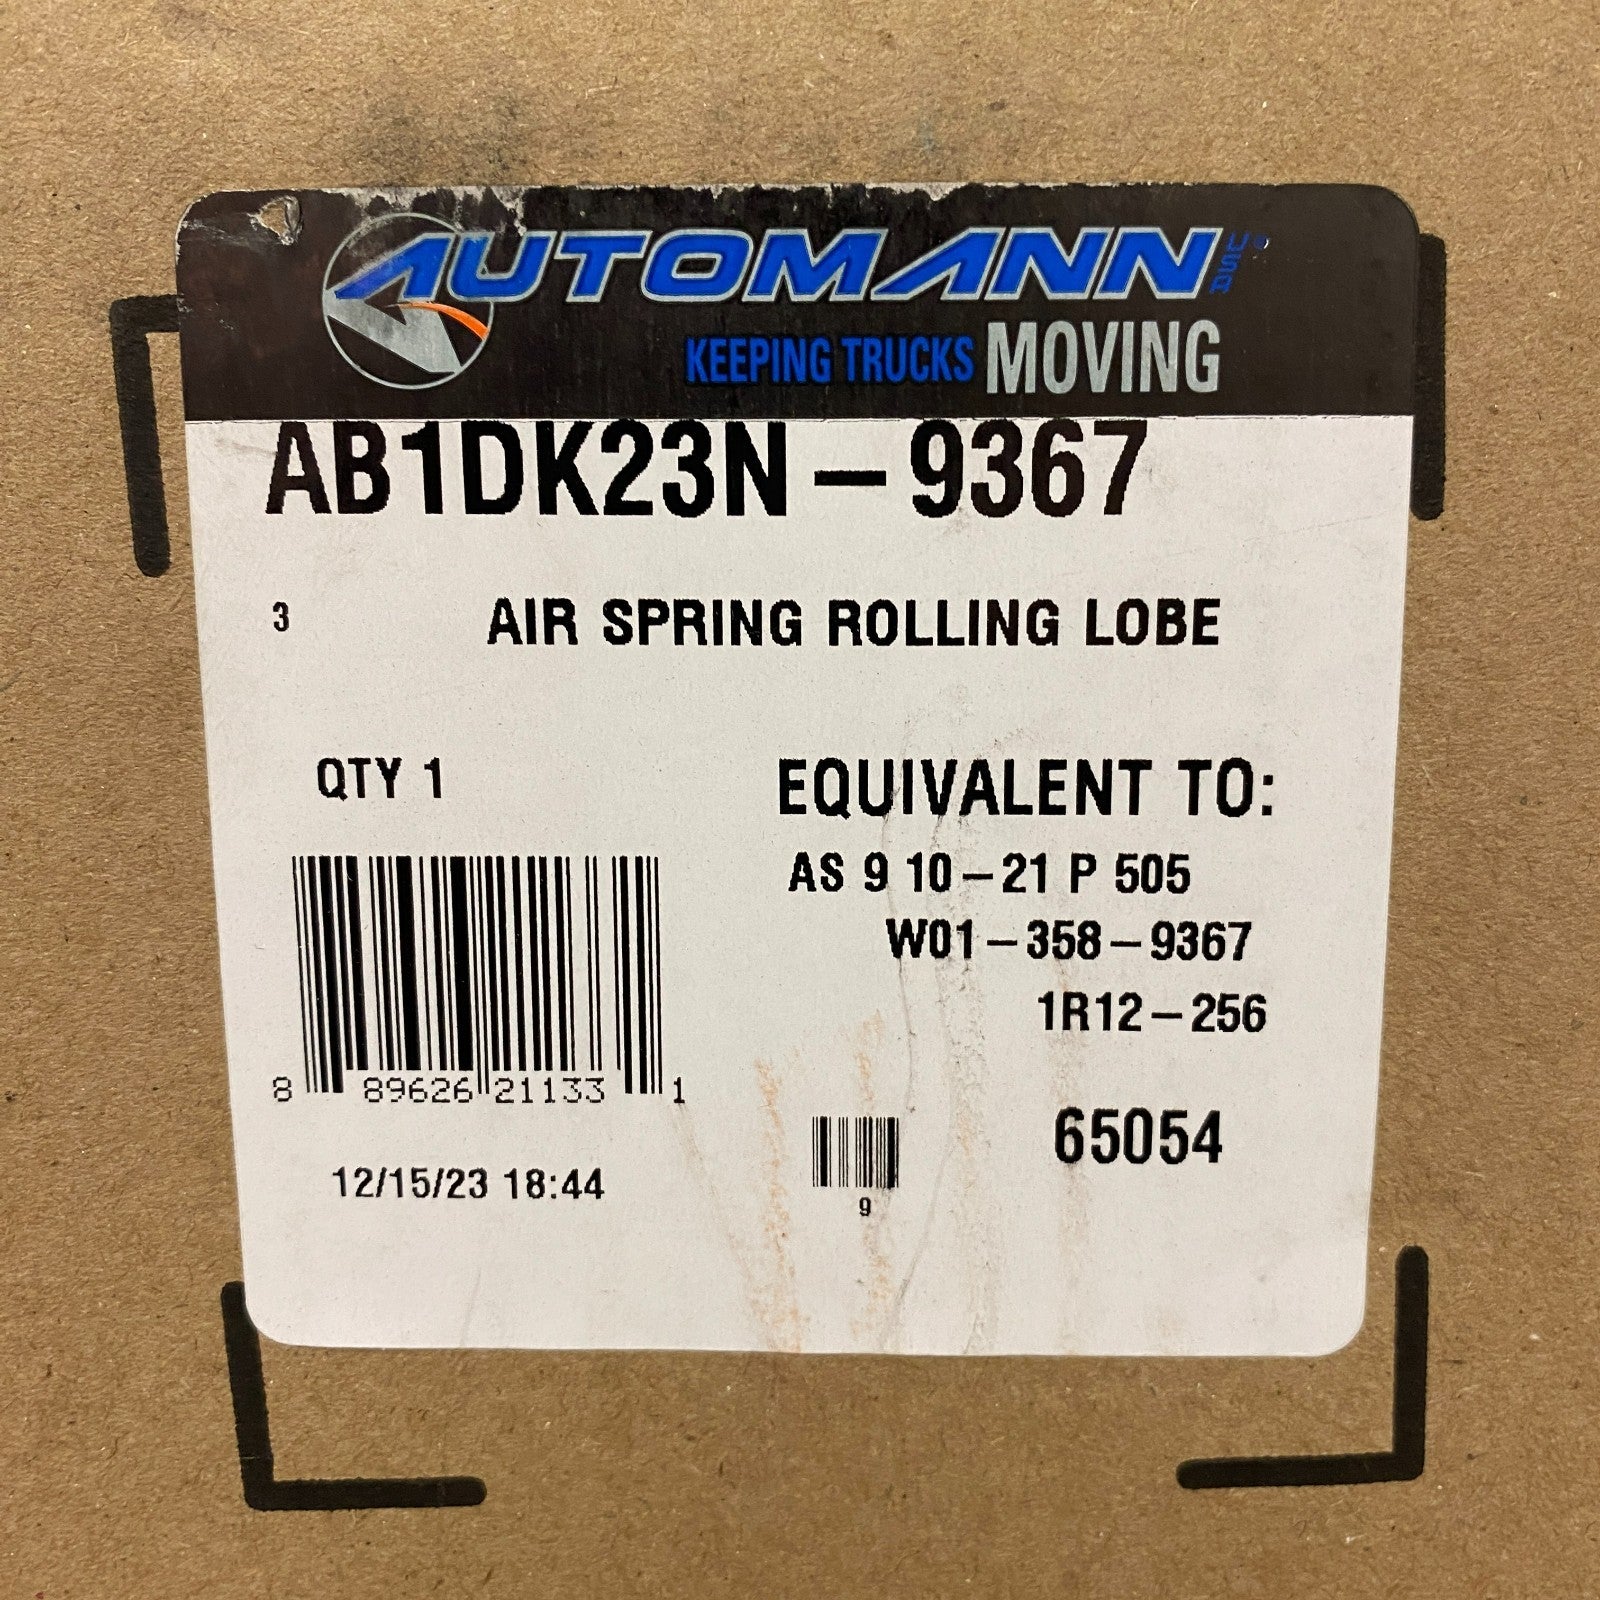 AUTOMANN USA®
KEEPING TRUCKS MOVING
AB1DK23N-9367
3 AIR SPRING ROLLING LOBE
QTY 1
EQUIVALENT TO:
AS 9 10-21 P 505
W01-358-9367
1R12-256
8 89626 21133 1
65054
12/15/23 18:44
9